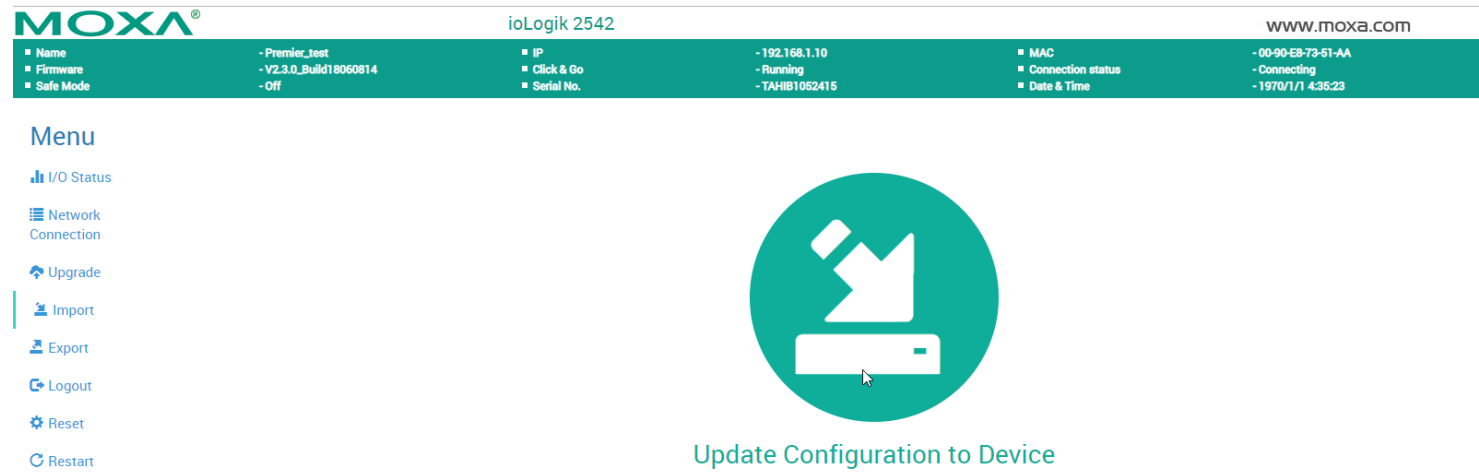 MOXA® ioLogik 2542 www.moxa.com
Name - Premier_test IP - 192.168.1.10 MAC - 00-90-E8-73-51-AA
Firmware - V2.3.0_Build18060814 Click & Go - Running Connection status - Connecting
Safe Mode - Off Serial No. - TAHIB1052415 Date & Time - 1970/1/1 4:35:23
Menu
I/O Status
Network
Connection
Upgrade
Import
Export
Logout
Reset
Restart
Update Configuration to Device